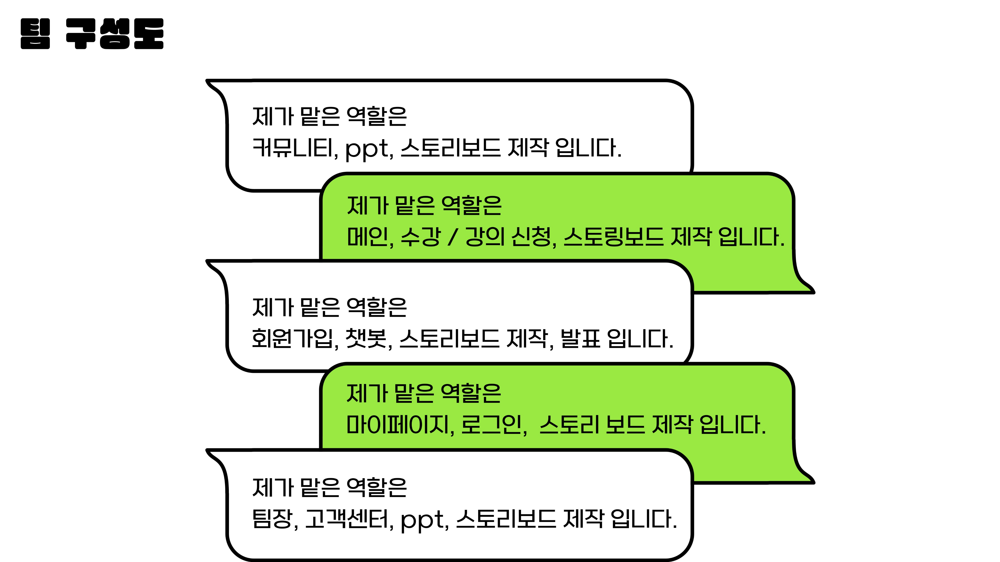 팀 구성도
제가 맡은 역할은
커뮤니티, ppt, 스토리보드 제작 입니다.
제가 맡은 역할은
메인, 수강 / 강의 신청, 스토링보드 제작 입니다.
제가 맡은 역할은
회원가입, 챗봇, 스토리보드 제작, 발표 입니다.
제가 맡은 역할은
마이페이지, 로그인,  스토리 보드 제작 입니다.
제가 맡은 역할은
팀장, 고객센터, ppt, 스토리보드 제작 입니다.